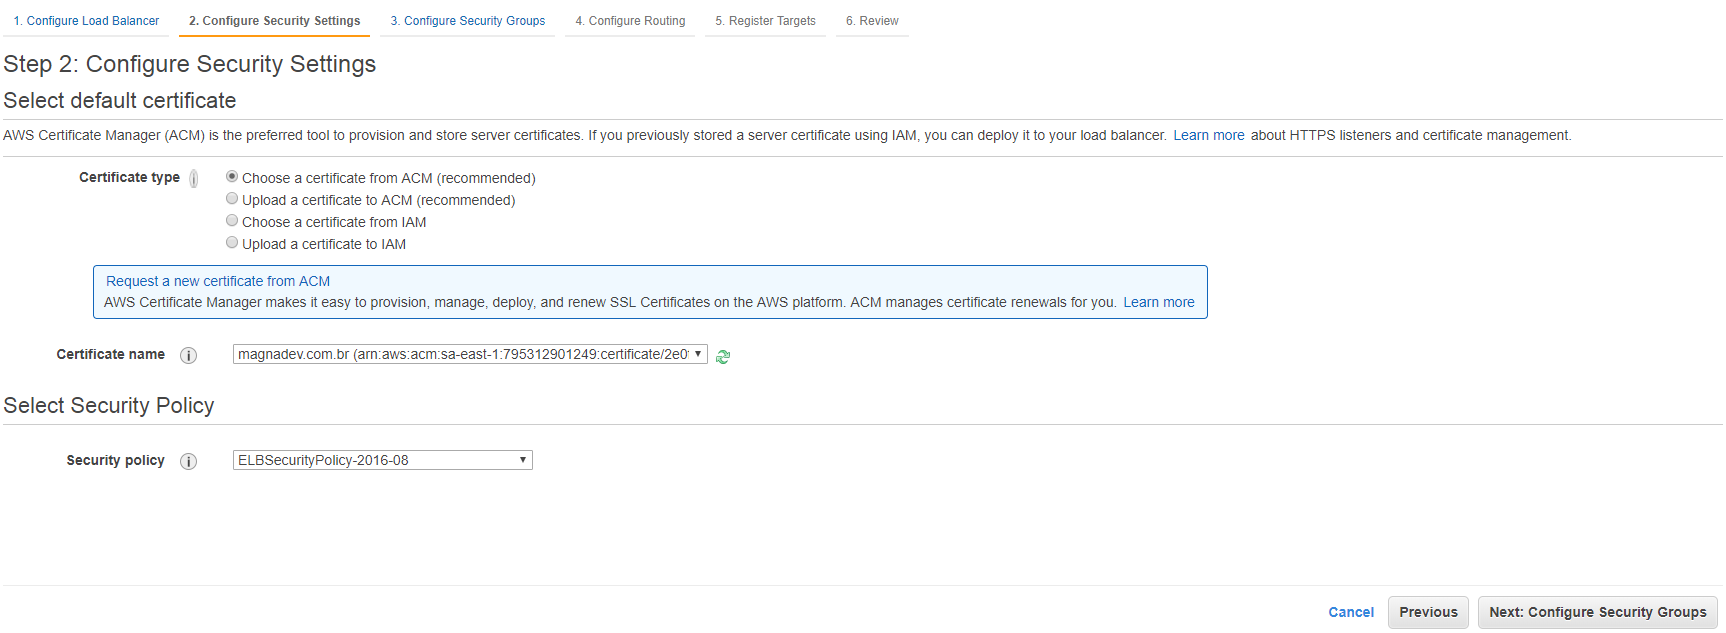 1. Configure Load Balancer 2. Configure Security Settings 3. Configure Security Groups 4. Configure Routing 5. Register Targets 6. Review
Step 2: Configure Security Settings
Select default certificate
AWS Certificate Manager (ACM) is the preferred tool to provision and store server certificates. If you previously stored a server certificate using IAM, you can deploy it to your load balancer. Learn more about HTTPS listeners and certificate management.
Certificate type i Choose a certificate from ACM (recommended)
Upload a certificate to ACM (recommended)
Choose a certificate from IAM
Upload a certificate to IAM
Request a new certificate from ACM
AWS Certificate Manager makes it easy to provision, manage, deploy, and renew SSL Certificates on the AWS platform. ACM manages certificate renewals for you. Learn more
Certificate name i magnadev.com.br (arn:aws:acm:sa-east-1:795312901249:certificate/2e0
Select Security Policy
Security policy i ELBSecurityPolicy-2016-08
Cancel Previous Next: Configure Security Groups